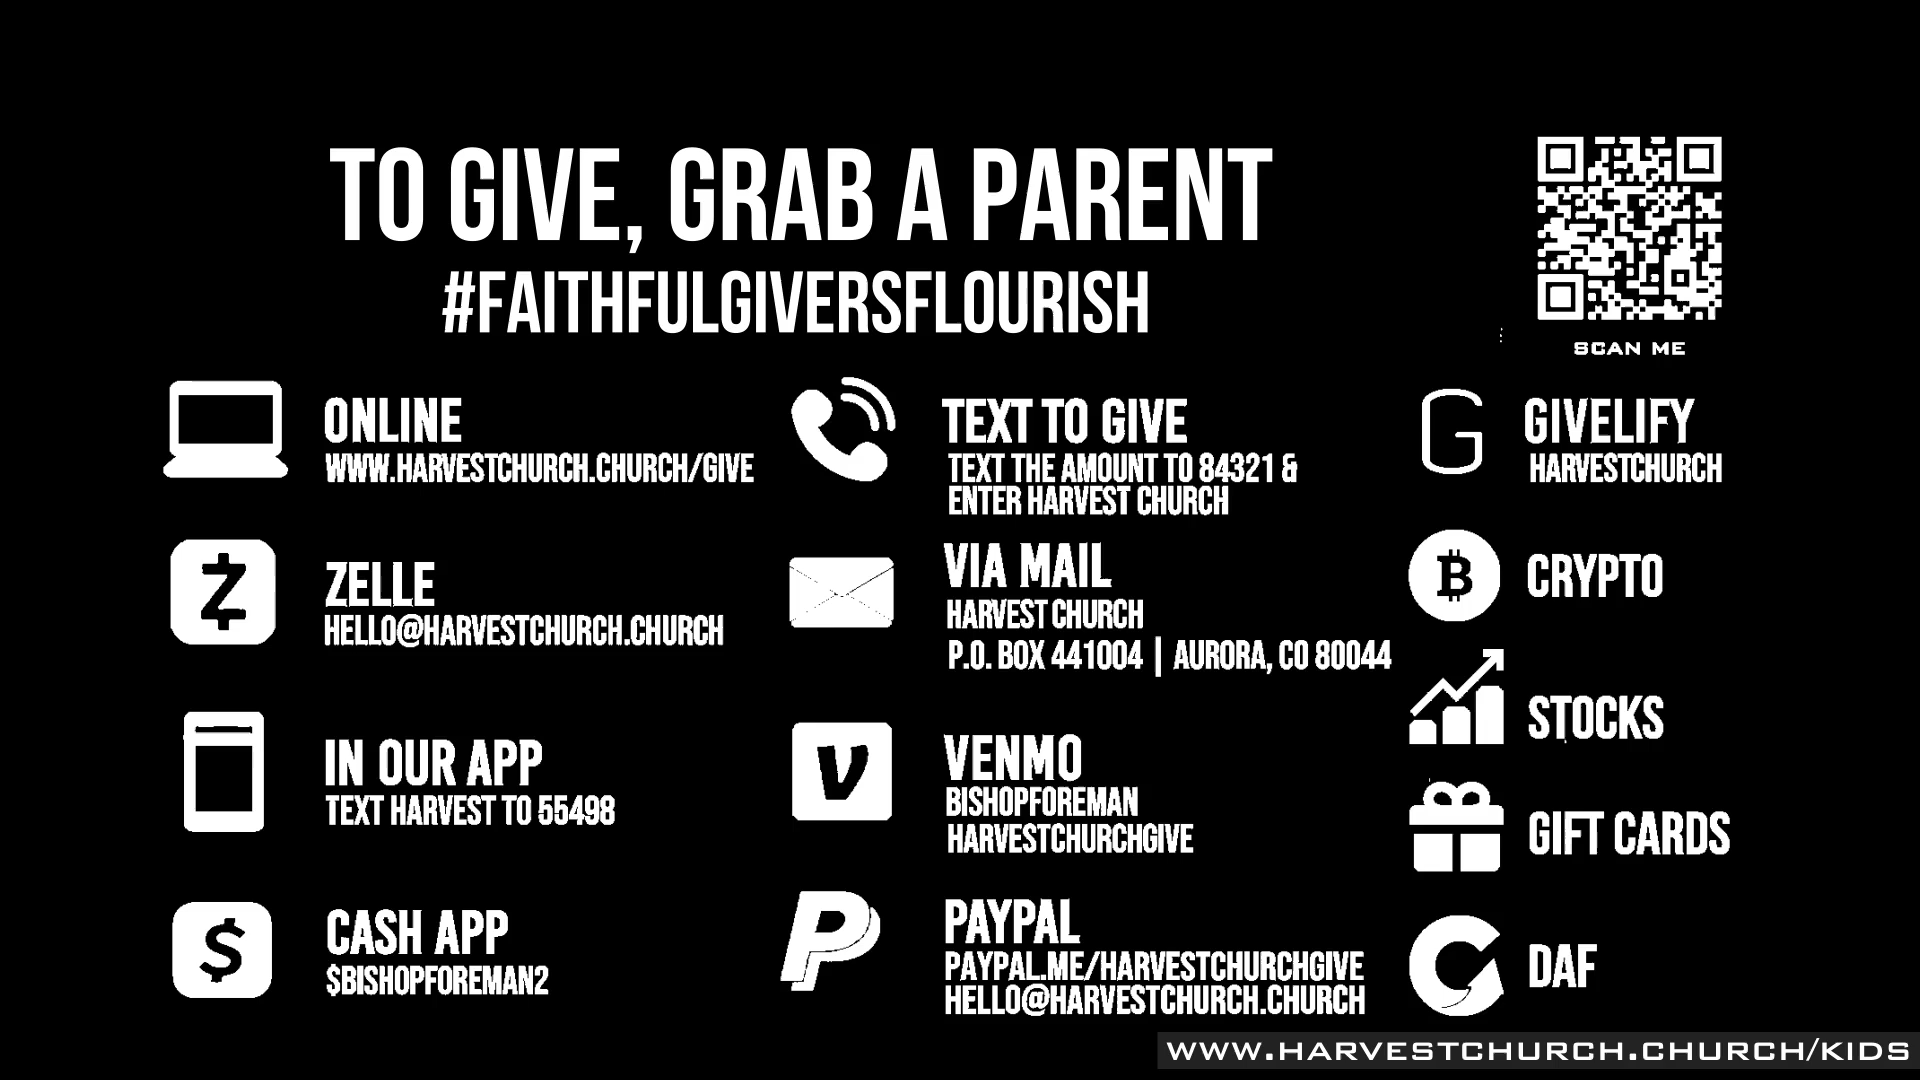 TO GIVE, GRAB A PARENT
#FAITHFULGIVERSFLOURISH
SCAN ME
ONLINE
WWW.HARVESTCHURCH.CHURCH/GIVE
ZELLE
HELLO@HARVESTCHURCH.CHURCH
IN OUR APP
TEXT HARVEST TO 55498
CASH APP
$BISHOPFOREMAN2
TEXT TO GIVE
TEXT THE AMOUNT TO 84321 &
ENTER HARVEST CHURCH
VIA MAIL
HARVEST CHURCH
P.O. BOX 441004 | AURORA, CO 80044
VENMO
BISHOPFOREMAN
HARVESTCHURCHGIVE
PAYPAL
PAYPAL.ME/HARVESTCHURCHGIVE
HELLO@HARVESTCHURCH.CHURCH
GIVELIFY
HARVESTCHURCH
CRYPTO
STOCKS
GIFT CARDS
DAF
WWW.HARVESTCHURCH.CHURCH/KIDS